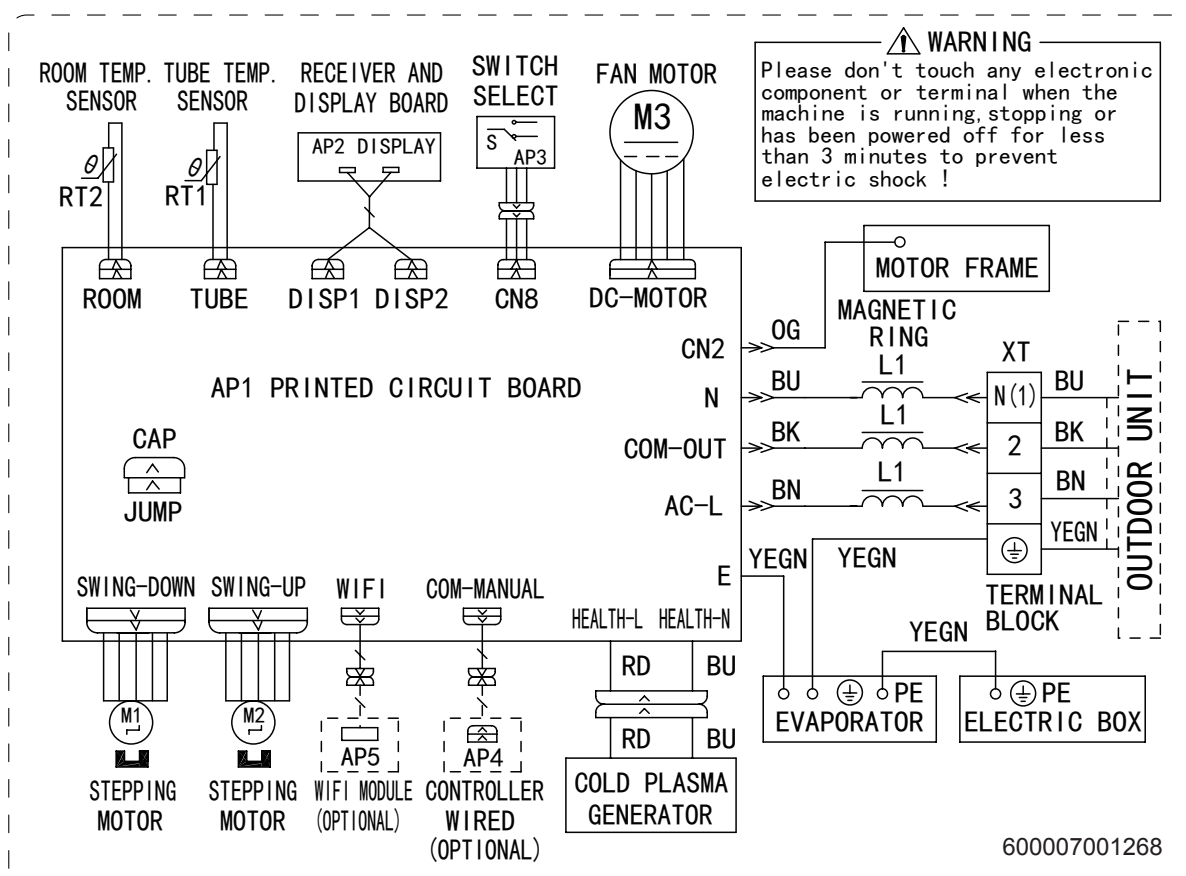 WARNING
Please don't touch any electronic
component or terminal when the
machine is running, stopping or
has been powered off for less
than 3 minutes to prevent
electric shock !
ROOM TEMP.
SENSOR
TUBE TEMP.
SENSOR
RECEIVER AND
DISPLAY BOARD
SWITCH
SELECT
FAN MOTOR
AP2 DISPLAY
S
AP3
M3
θ
RT2
θ
RT1
ROOM
TUBE
DISP1
DISP2
CN8
DC-MOTOR
MOTOR FRAME
CN2
OG
MAGNETIC
RING
XT
AP1 PRINTED CIRCUIT BOARD
N
BU
L1
N(1)
BU
COM-OUT
BK
L1
2
BK
AC-L
BN
L1
3
BN
OUTDOOR UNIT
CAP
JUMP
E
YEGN
YEGN
YEGN
TERMINAL
BLOCK
SWING-DOWN
SWING-UP
WIFI
COM-MANUAL
HEALTH-L
HEALTH-N
YEGN
RD
BU
PE
EVAPORATOR
PE
ELECTRIC BOX
M1
M2
AP5
AP4
RD
BU
STEPPING
MOTOR
STEPPING
MOTOR
WIFI MODULE
(OPTIONAL)
CONTROLLER
WIRED
(OPTIONAL)
COLD PLASMA
GENERATOR
600007001268